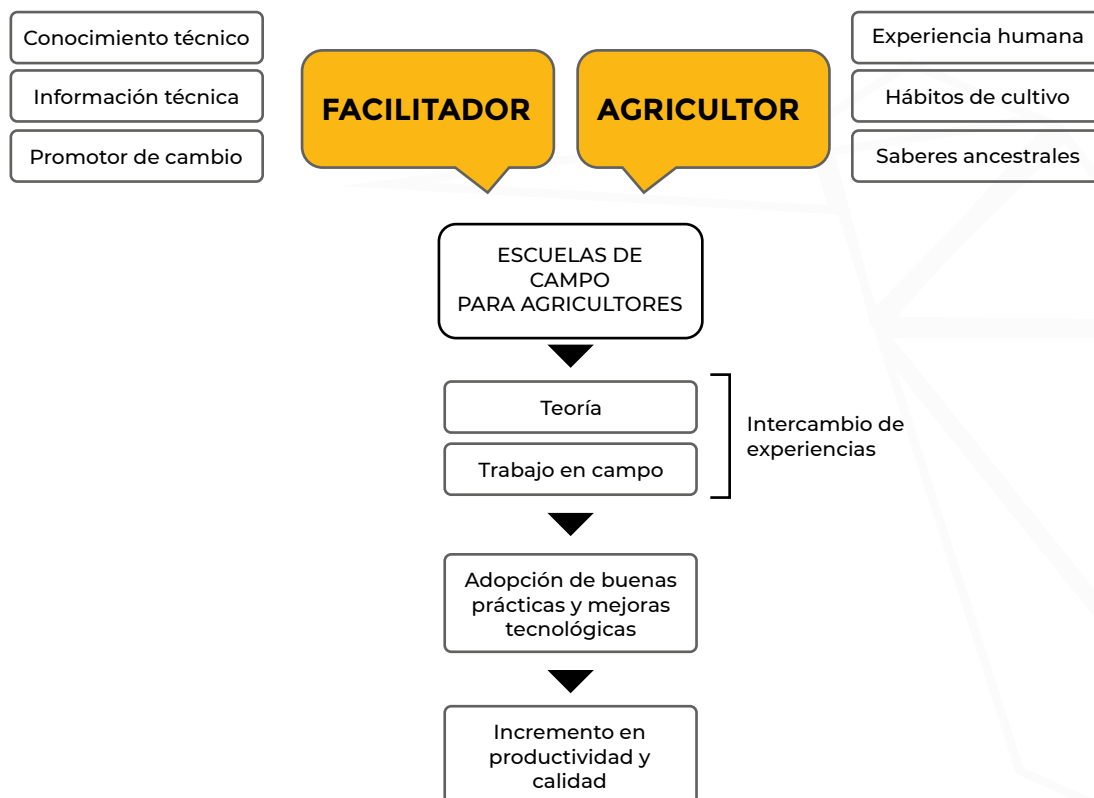 Conocimiento técnico
Información técnica
Promotor de cambio
FACILITADOR
AGRICULTOR
Experiencia humana
Hábitos de cultivo
Saberes ancestrales
ESCUELAS DE
CAMPO
PARA AGRICULTORES
Teoría
Trabajo en campo
Intercambio de
experiencias
Adopción de buenas
prácticas y mejoras
tecnológicas
Incremento en
productividad y
calidad